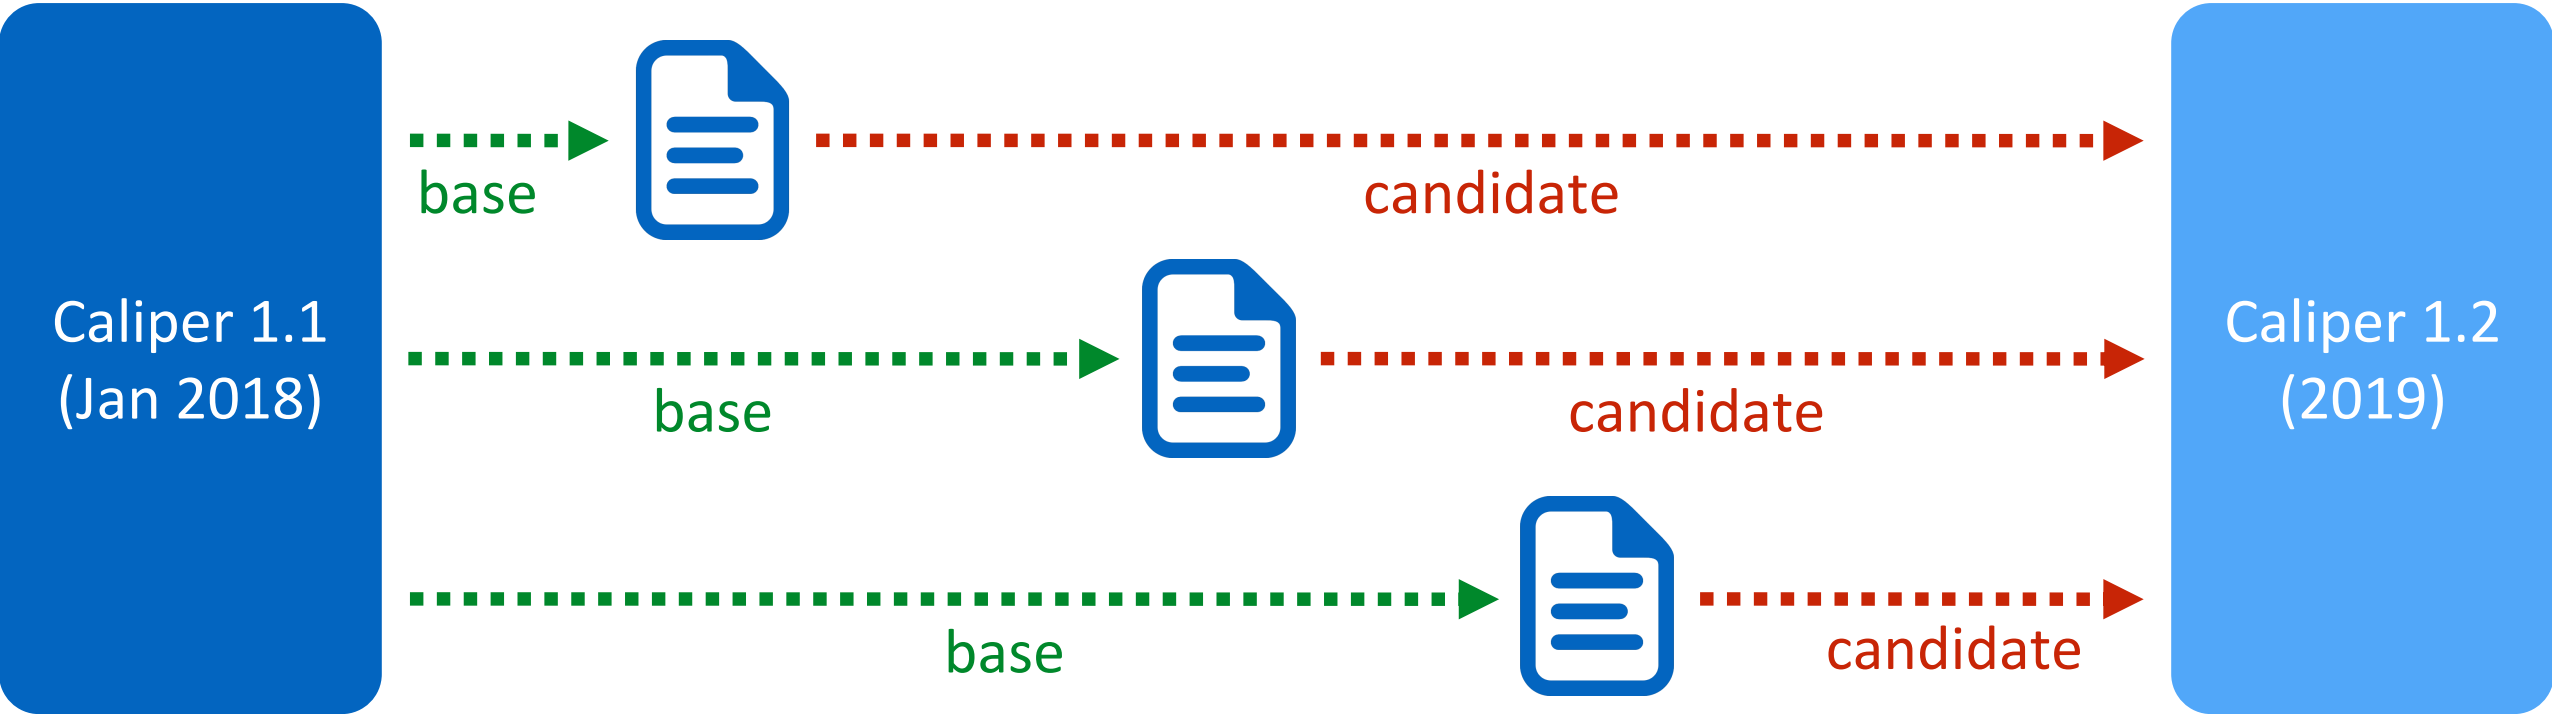 Caliper 1.1
(Jan 2018)
base
candidate
base
candidate
base
candidate
Caliper 1.2
(2019)